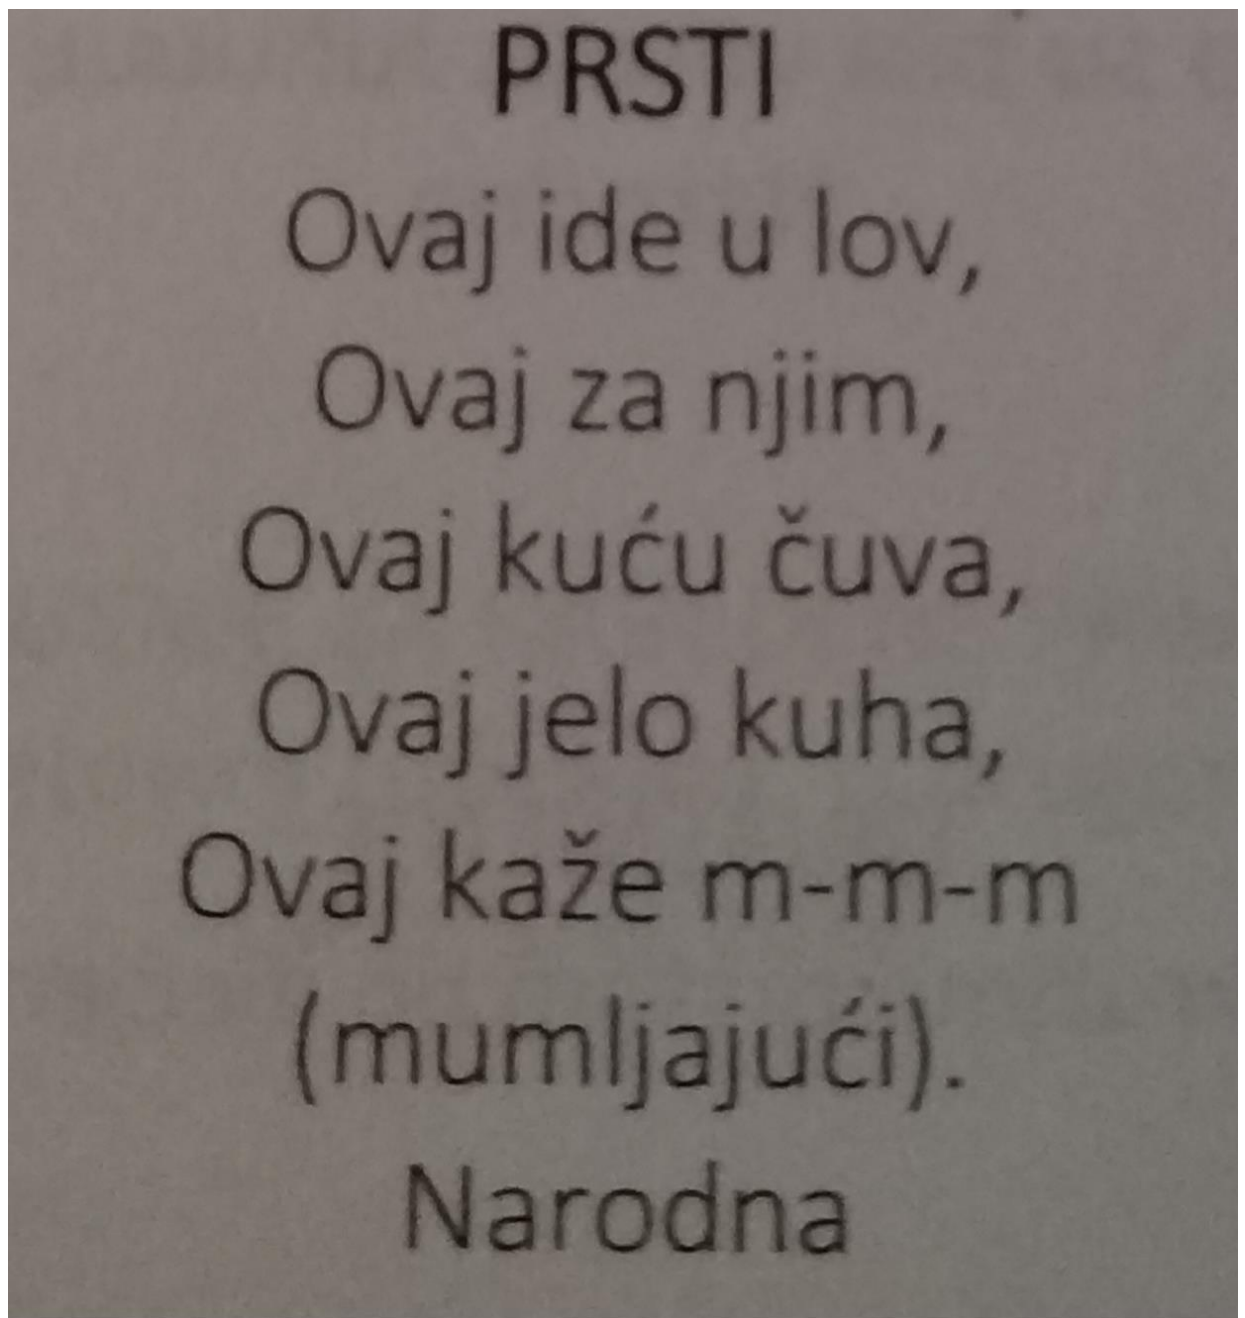 PRSTI
Ovaj ide u lov,
Ovaj za njim,
Ovaj kuću čuva,
Ovaj jelo kuha,
Ovaj kaže m-m-m
(mumljajući).
Narodna